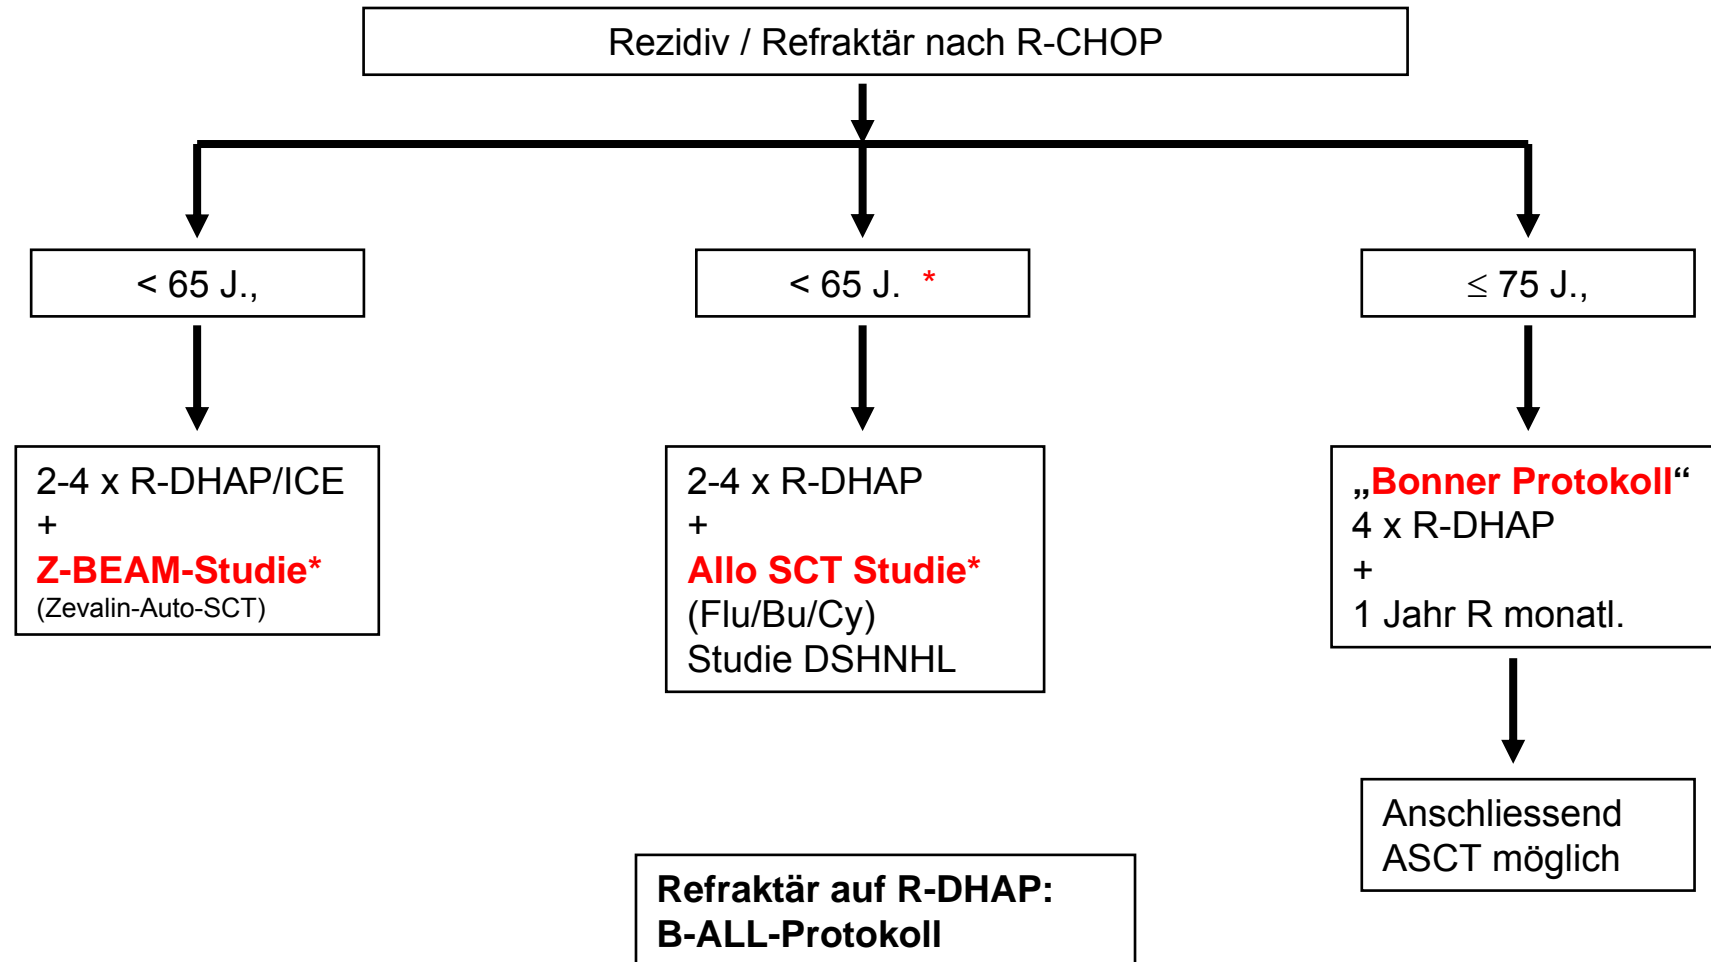 Rezidiv / Refraktär nach R-CHOP
< 65 J.,
< 65 J. *
≤ 75 J.,
2-4 x R-DHAP/ICE
+
Z-BEAM-Studie*
(Zevalin-Auto-SCT)
2-4 x R-DHAP
+
Allo SCT Studie*
(Flu/Bu/Cy)
Studie DSHNHL
„Bonner Protokoll“
4 x R-DHAP
+
1 Jahr R monatl.
Anschliessend
ASCT möglich
Refraktär auf R-DHAP:
B-ALL-Protokoll